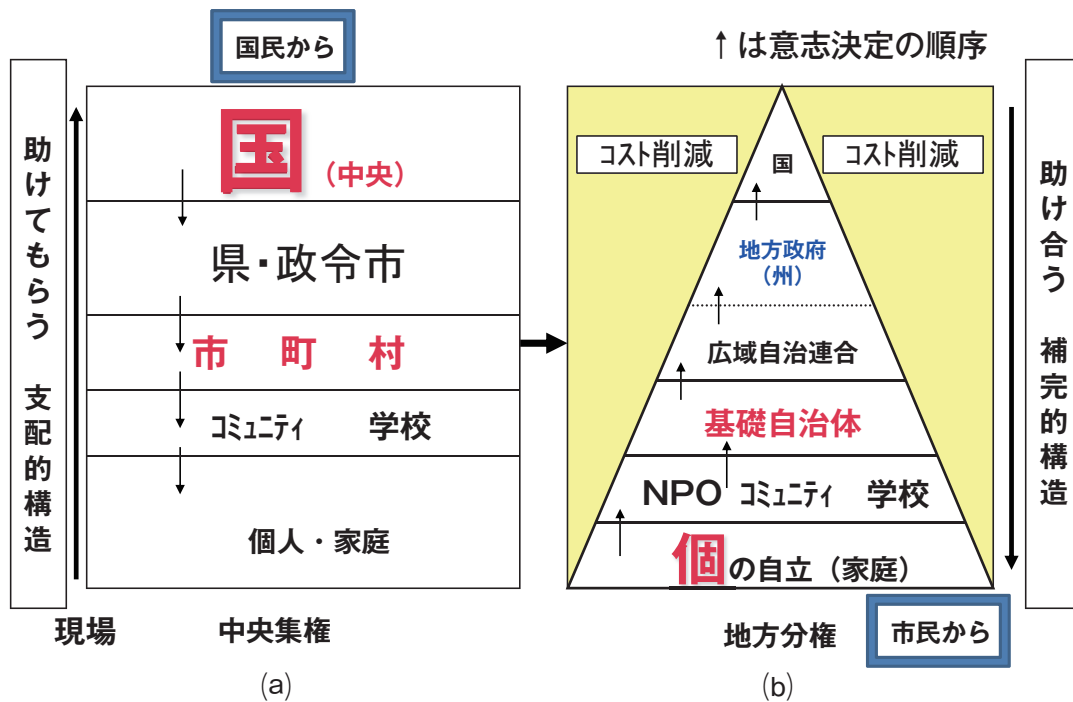 国民から
↑は意志決定の順序
助けてもらう 支配的構造
国(中央)
県・政令市
市 町 村
コミュニティ 学校
個人・家庭
現場
中央集権
(a)
コスト削減
コスト削減
国
地方政府
(州)
広域自治連合
基礎自治体
NPO コミュニティ 学校
個の自立(家庭)
助け合う 補完的構造
地方分権
市民から
(b)